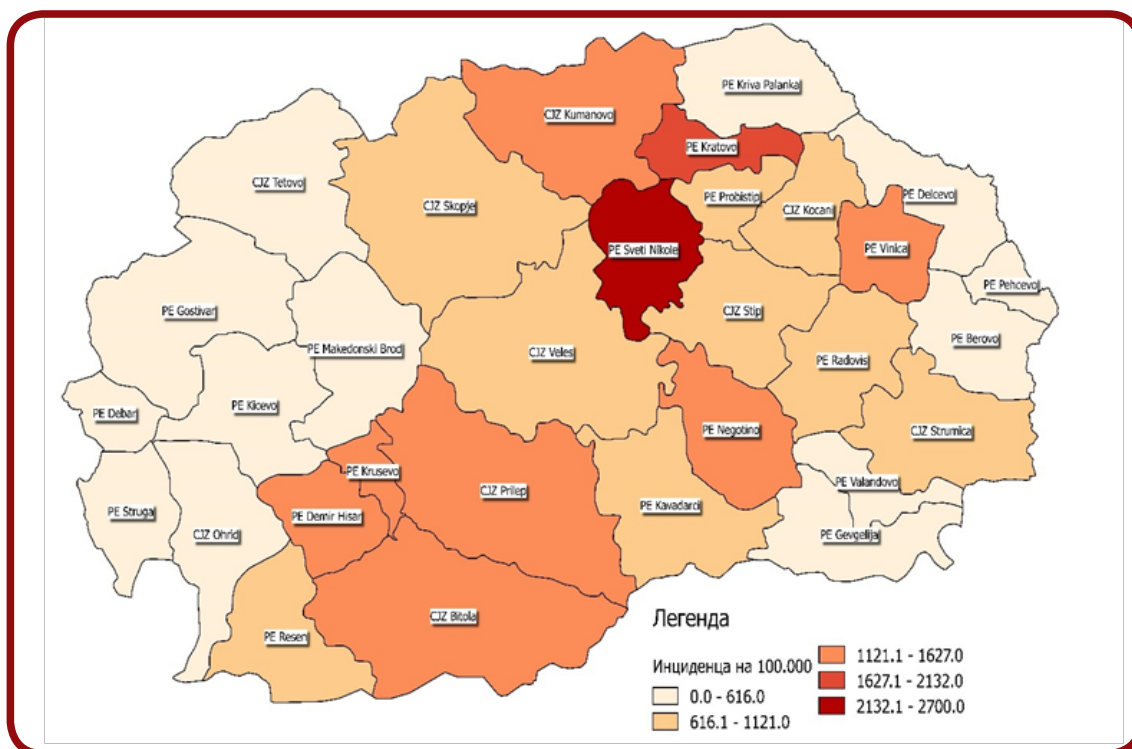 PE Kriva Palanka
CJZ Kumanovo
PE Kratovo
CJZ Tetovo
PE Probistip
PE Delcevo
CJZ Skopje
CJZ Kocani
PE Sveti Nikole
PE Vinica
PE Pehcevo
PE Gostivar
CJZ Stip
PE Berovo
PE Makedonski Brod
CJZ Veles
PE Radovis
PE Debar
PE Kicevo
PE Negotino
CJZ Strumica
PE Krusevo
PE Valandovo
CJZ Prilep
PE Struga
PE Demir Hisar
PE Kavadarci
CJZ Ohrid
PE Gevgelija
CJZ Bitola
PE Resen
Легенда
Инциденца на 100.000
0.0 - 616.0
616.1 - 1121.0
1121.1 - 1627.0
1627.1 - 2132.0
2132.1 - 2700.0